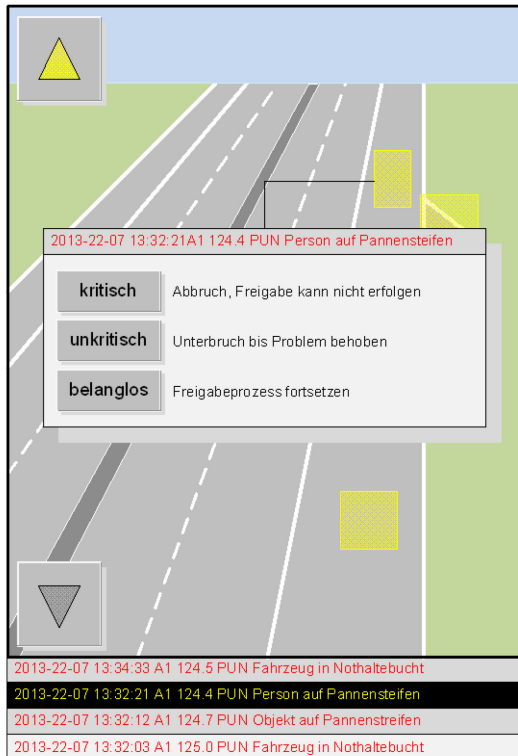 2013-22-07 13:32:21A1 124.4 PUN Person auf Pannensteifen
kritisch Abbruch, Freigabe kann nicht erfolgen
unkritisch Unterbruch bis Problem behoben
belanglos Freigabeprozess fortsetzen
2013-22-07 13:34:33 A1 124.5 PUN Fahrzeug in Nothaltebucht
2013-22-07 13:32:21 A1 124.4 PUN Person auf Pannensteifen
2013-22-07 13:32:12 A1 124.7 PUN Objekt auf Pannenstreifen
2013-22-07 13:32:03 A1 125.0 PUN Fahrzeug in Nothaltebucht